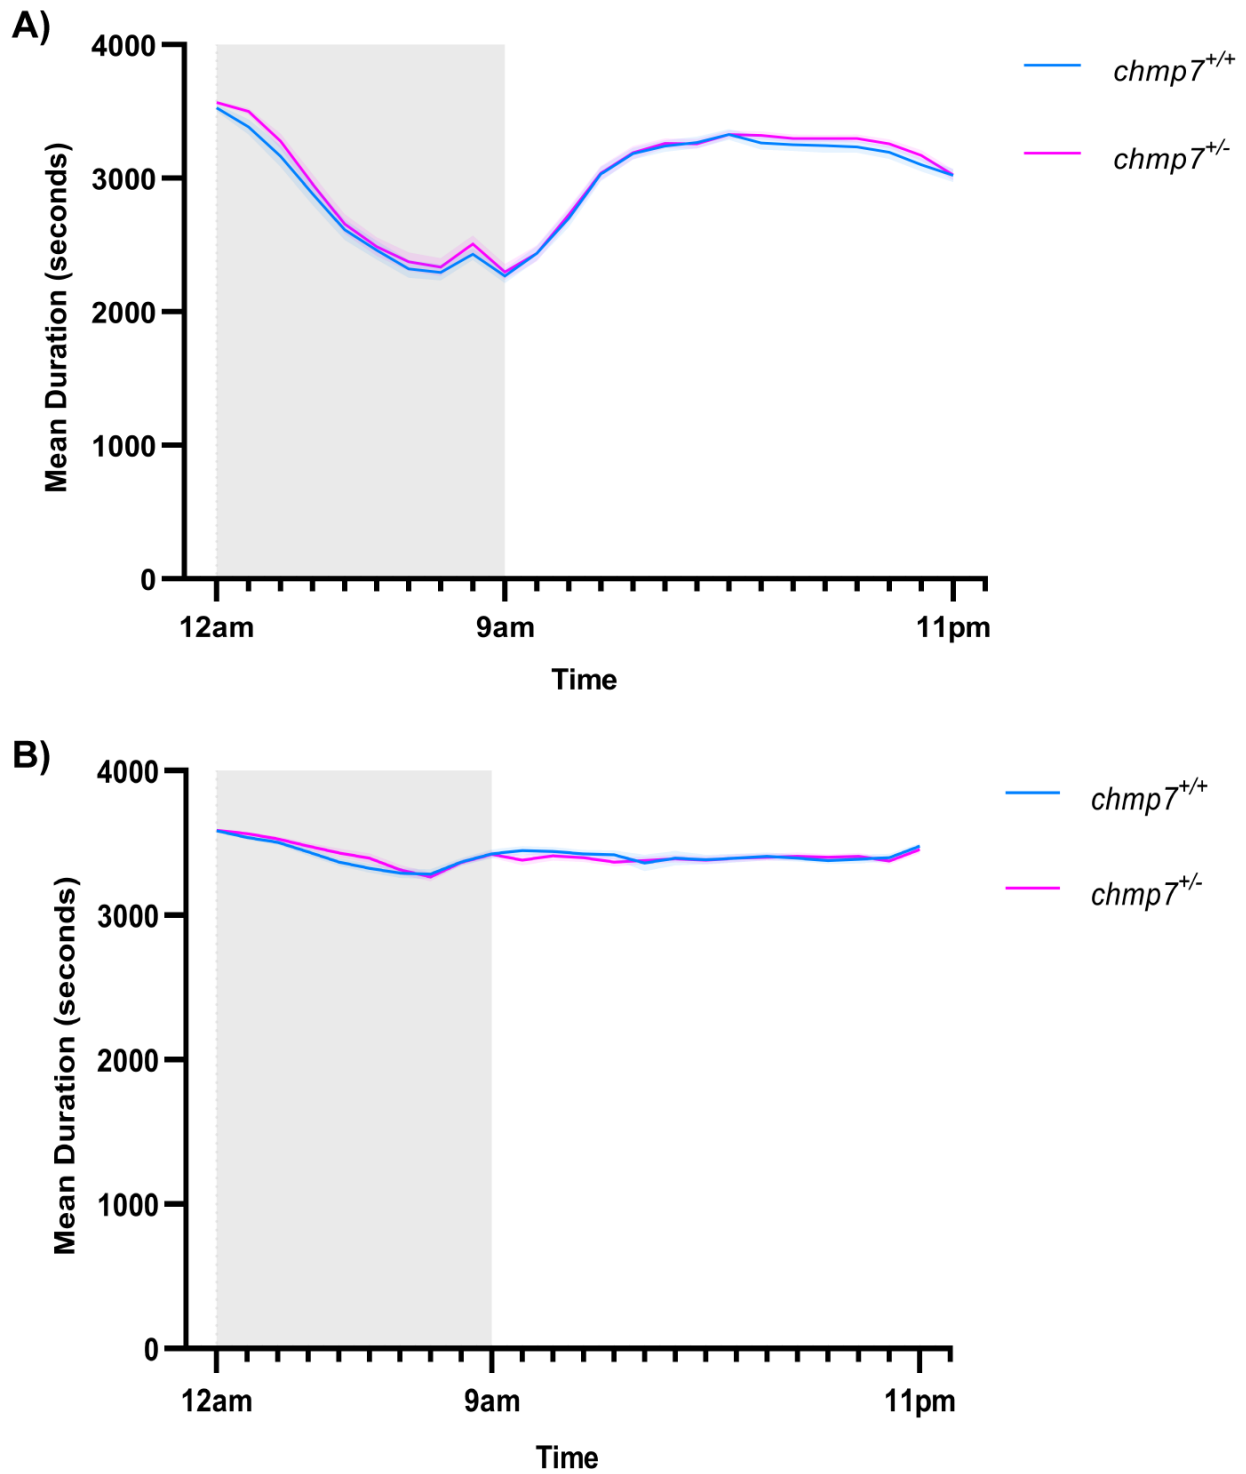 A)
4000
3000
2000
1000
0
Mean Duration (seconds)
12am 9am 11pm
Time
chmp7+/+
chmp7+/-
B)
4000
3000
2000
1000
0
Mean Duration (seconds)
12am 9am 11pm
Time
chmp7+/+
chmp7+/-